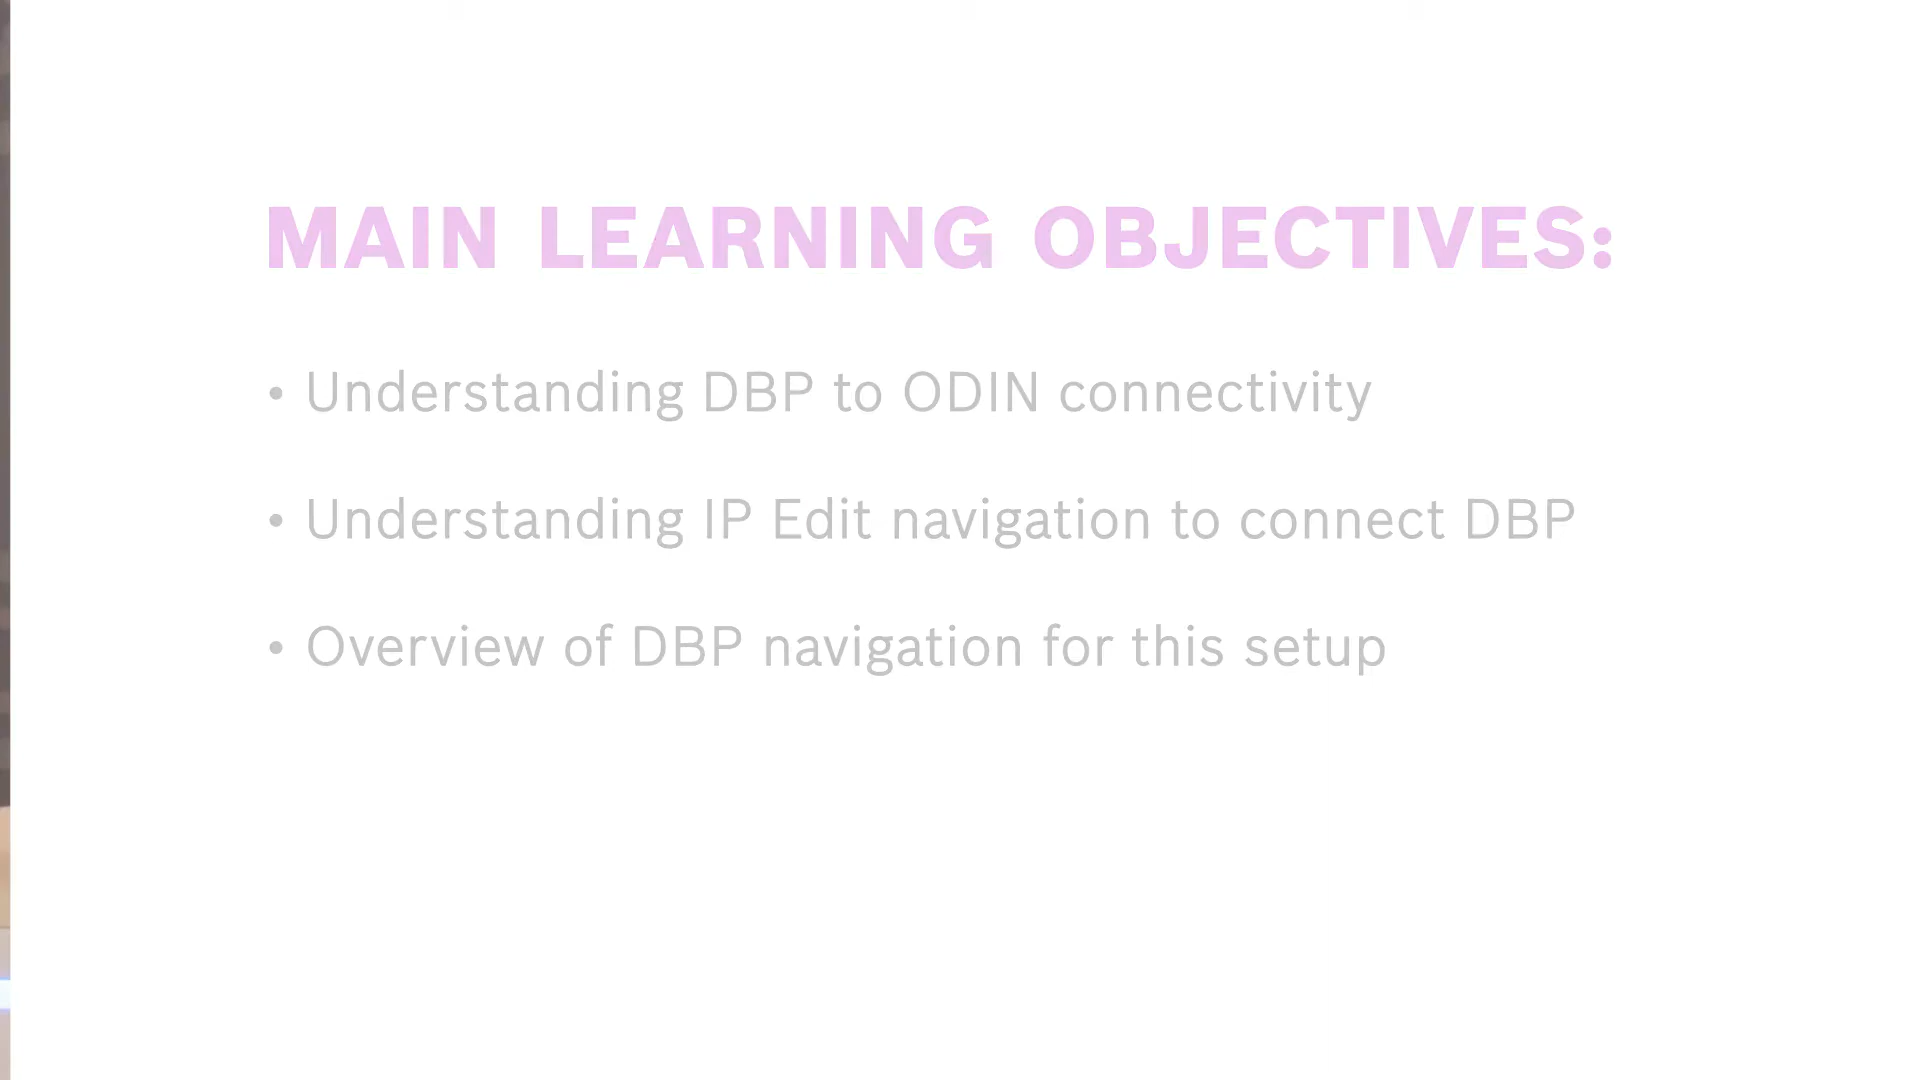 MAIN LEARNING OBJECTIVES:
• Understanding DBP to ODIN connectivity
• Understanding IP Edit navigation to connect DBP
• Overview of DBP navigation for this setup